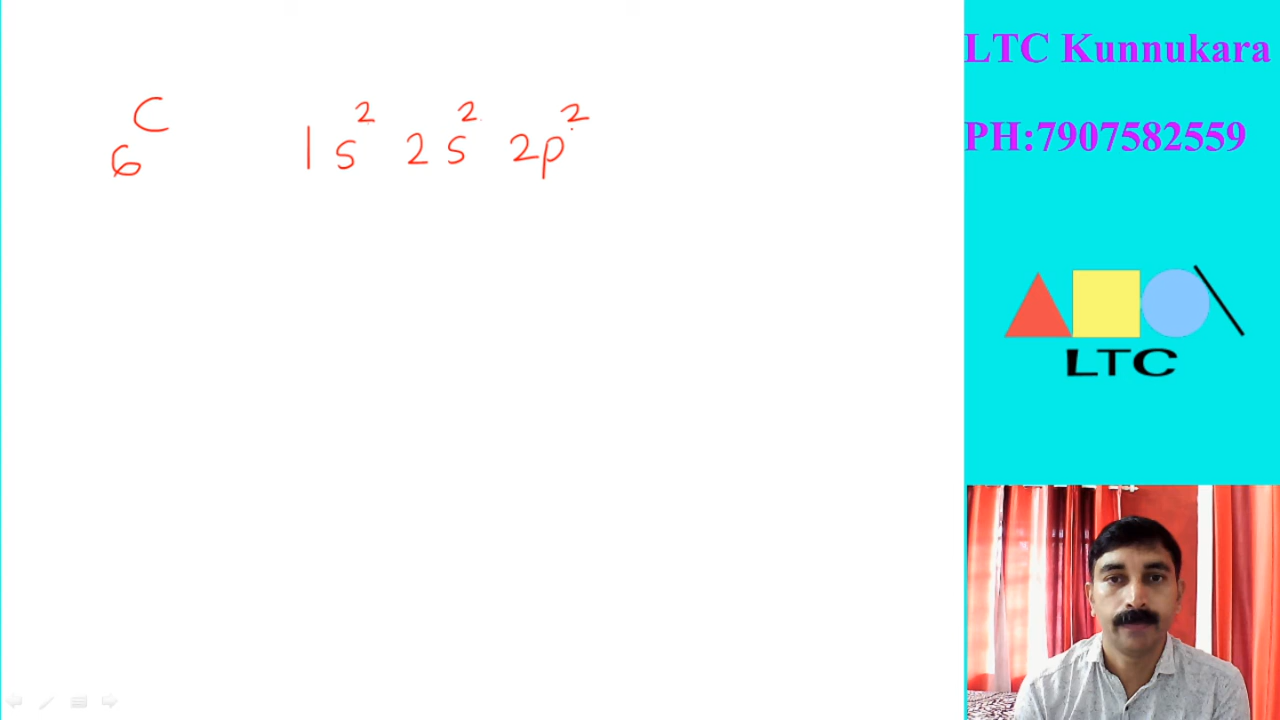 ₆C 1s² 2s² 2p²
LTC Kunnukara
PH:7907582559
LTC